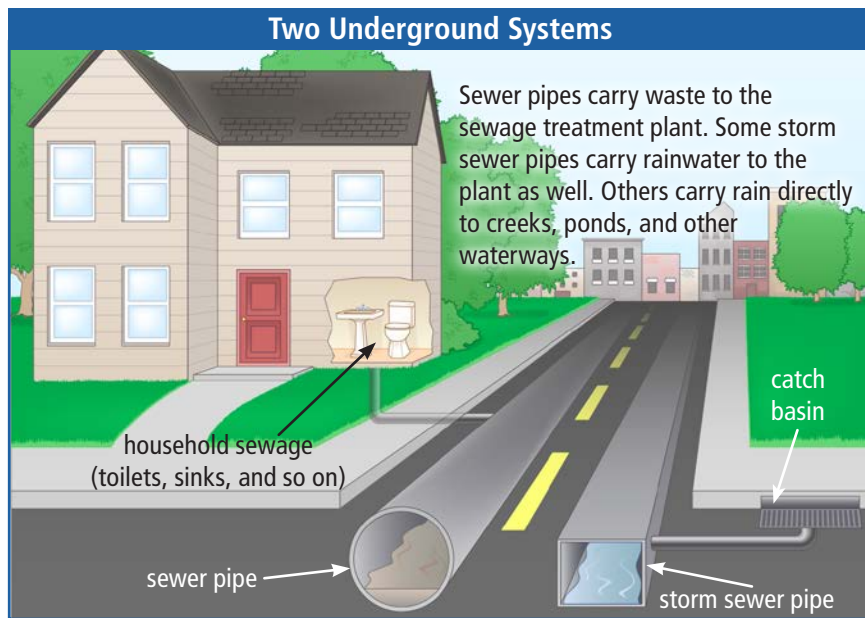 Two Underground Systems
Sewer pipes carry waste to the
sewage treatment plant. Some storm
sewer pipes carry rainwater to the
plant as well. Others carry rain directly
to creeks, ponds, and other
waterways.
catch
basin
household sewage
(toilets, sinks, and so on)
sewer pipe
storm sewer pipe